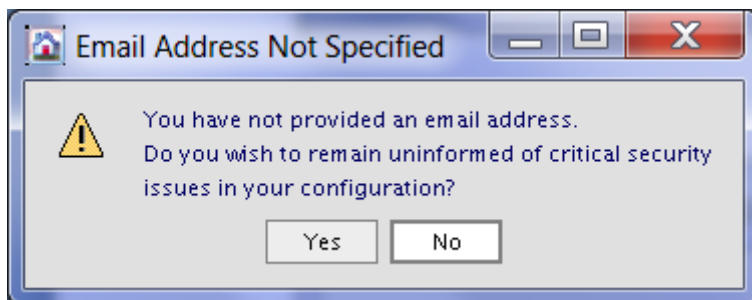 Email Address Not Specified
You have not provided an email address.
Do you wish to remain uninformed of critical security
issues in your configuration?
Yes No